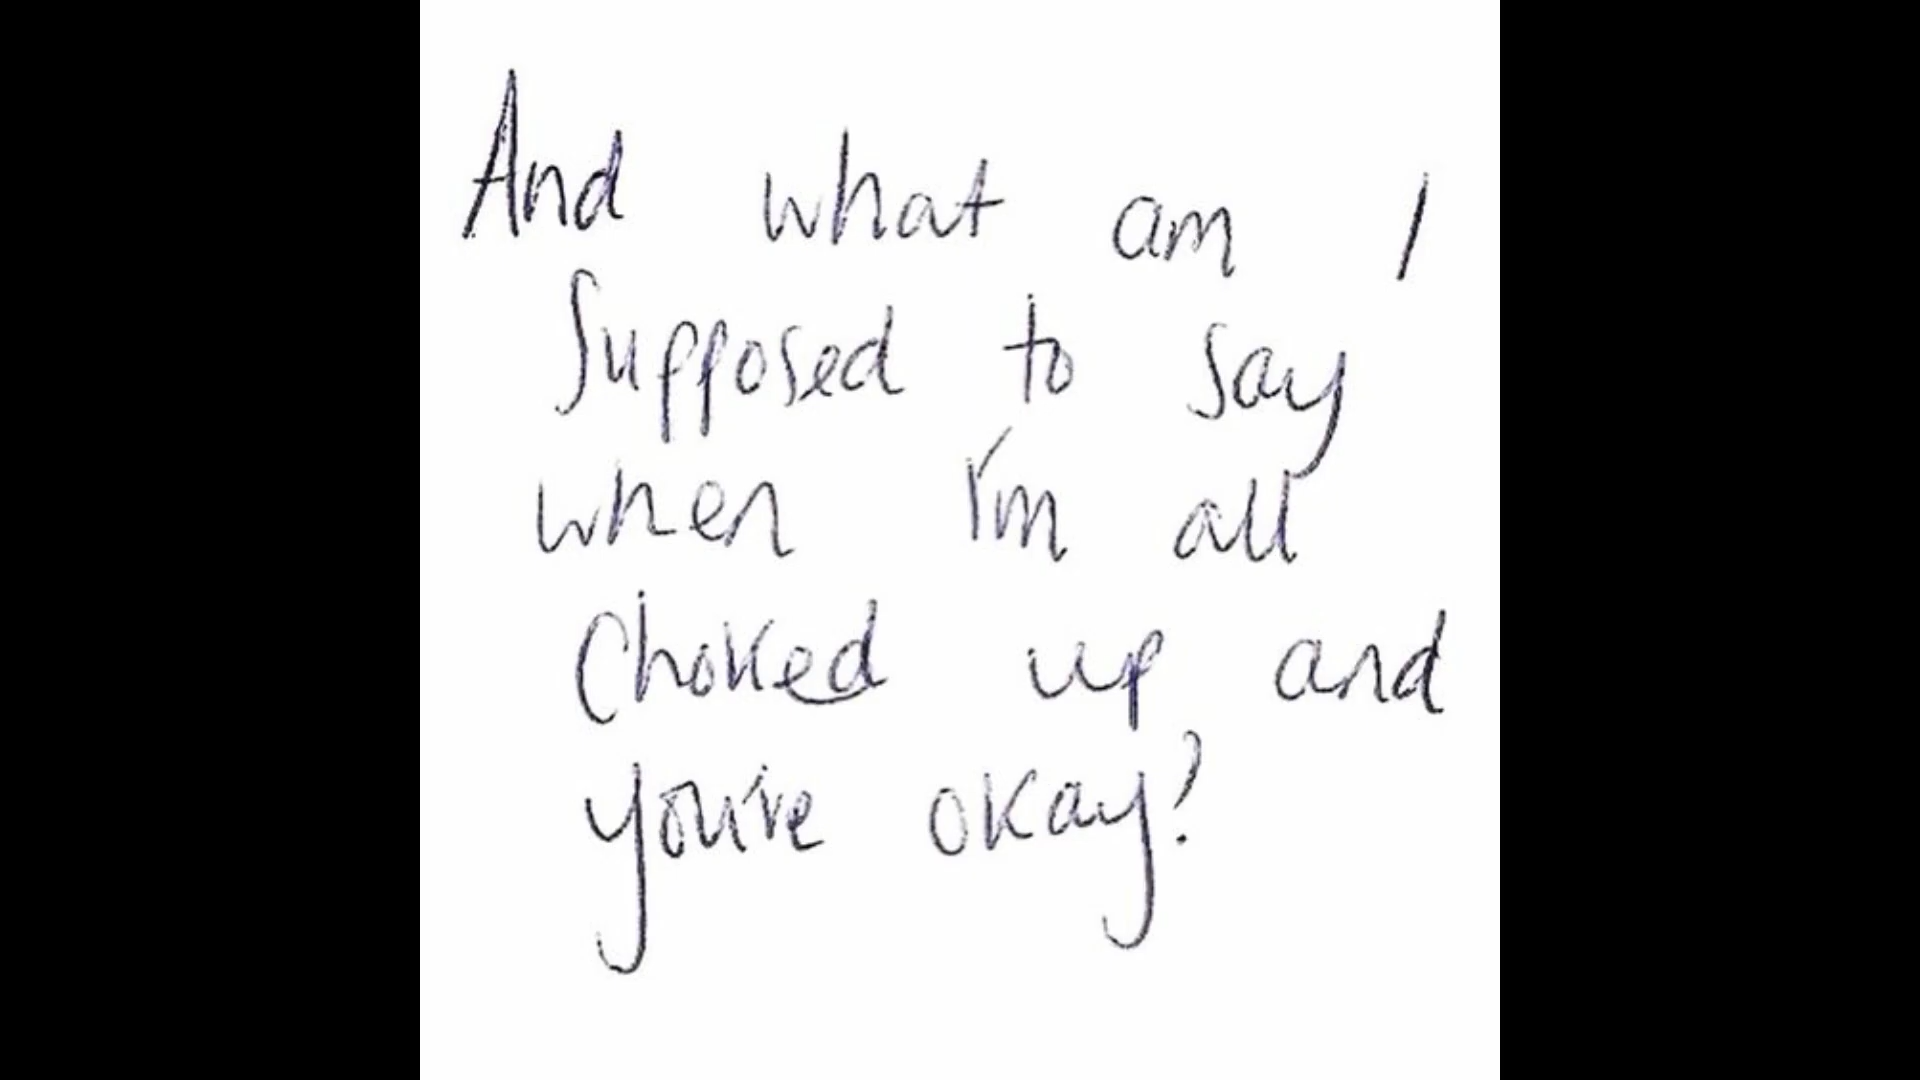 And what am I
supposed to say
when I'm all
choked up and
you're okay?